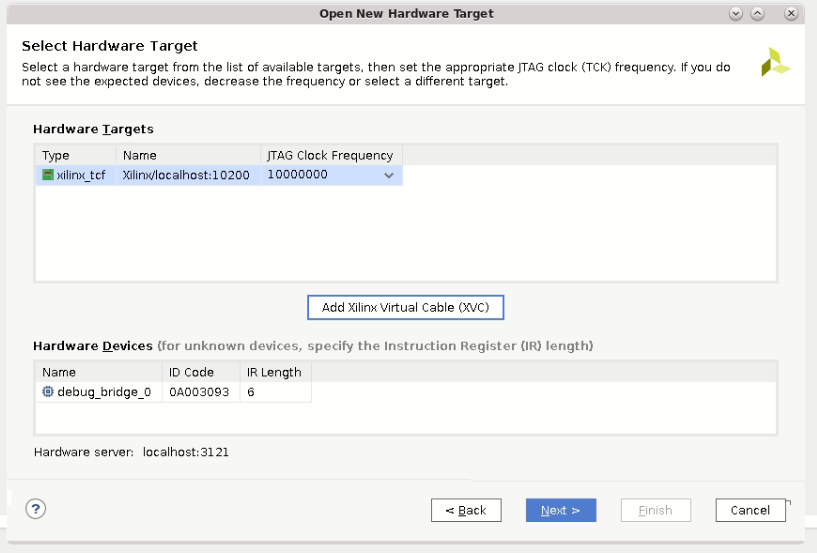 Open New Hardware Target
Select Hardware Target
Select a hardware target from the list of available targets, then set the appropriate JTAG clock (TCK) frequency. If you do
not see the expected devices, decrease the frequency or select a different target.
Hardware Targets
Type Name JTAG Clock Frequency
xilinx_tcf Xilinx/localhost:10200 10000000
Add Xilinx Virtual Cable (XVC)
Hardware Devices (for unknown devices, specify the Instruction Register (IR) length)
Name ID Code IR Length
debug_bridge_0 0A003093 6
Hardware server: localhost:3121
? < Back Next > Finish Cancel